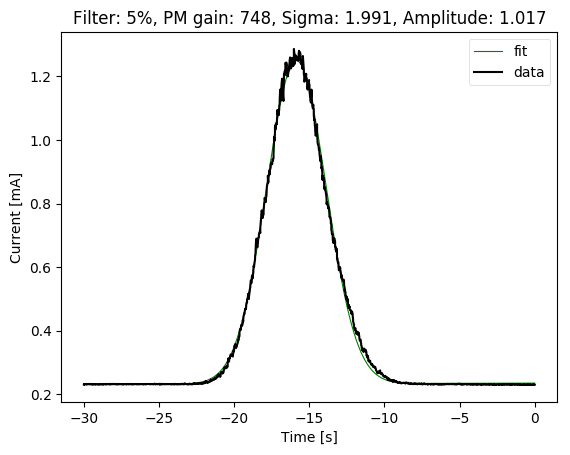 Filter: 5%, PM gain: 748, Sigma: 1.991, Amplitude: 1.017
fit
data
1.2
1.0
0.8
0.6
0.4
0.2
Current [mA]
−30
−25
−20
−15
−10
−5
0
Time [s]